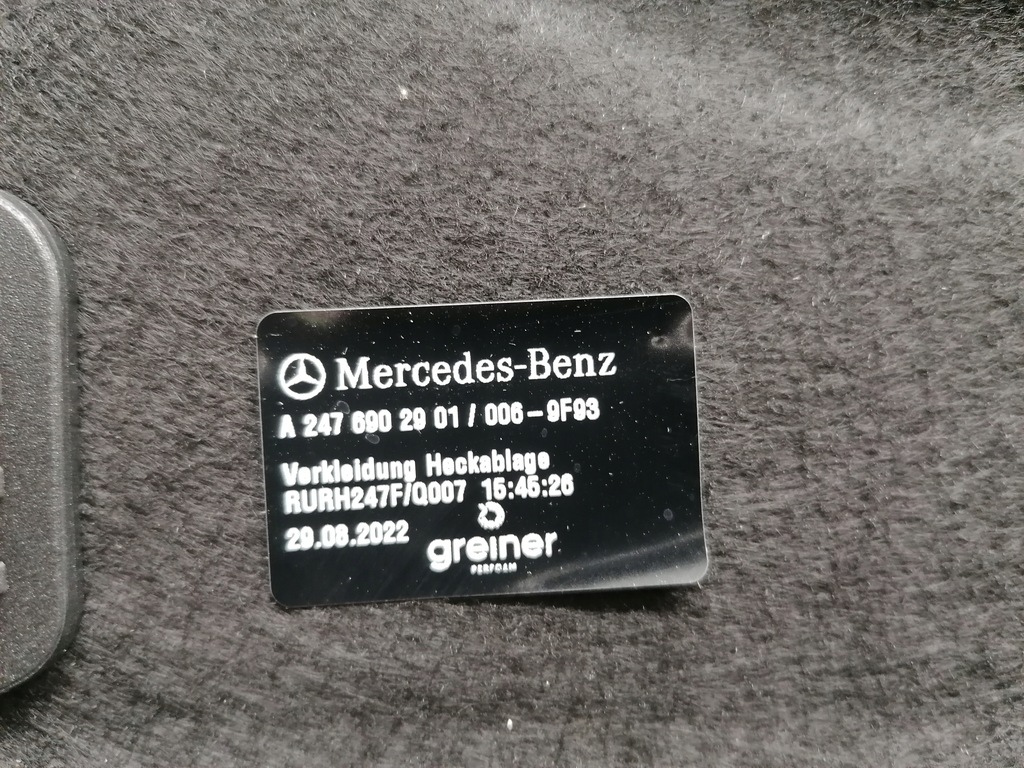 Mercedes-Benz
A 247 690 29 01 / 006 - 9F93
Verkleidung Heckablage
RURH247F/Q007 15:45:26
29.08.2022
greiner
PERFOAM